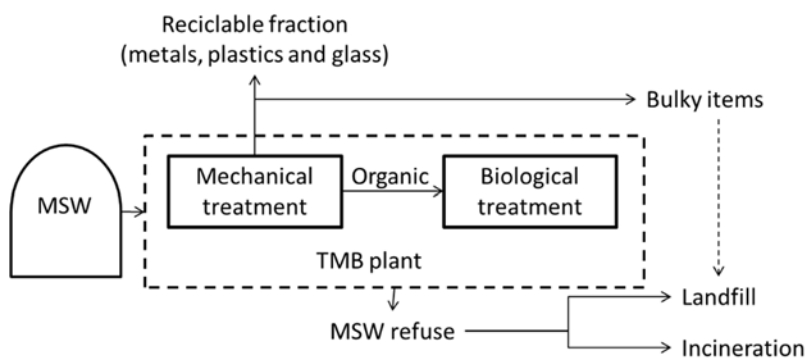 Reciclable fraction
(metals, plastics and glass)
Bulky items
MSW
Mechanical
treatment
Organic
Biological
treatment
TMB plant
MSW refuse
Landfill
Incineration